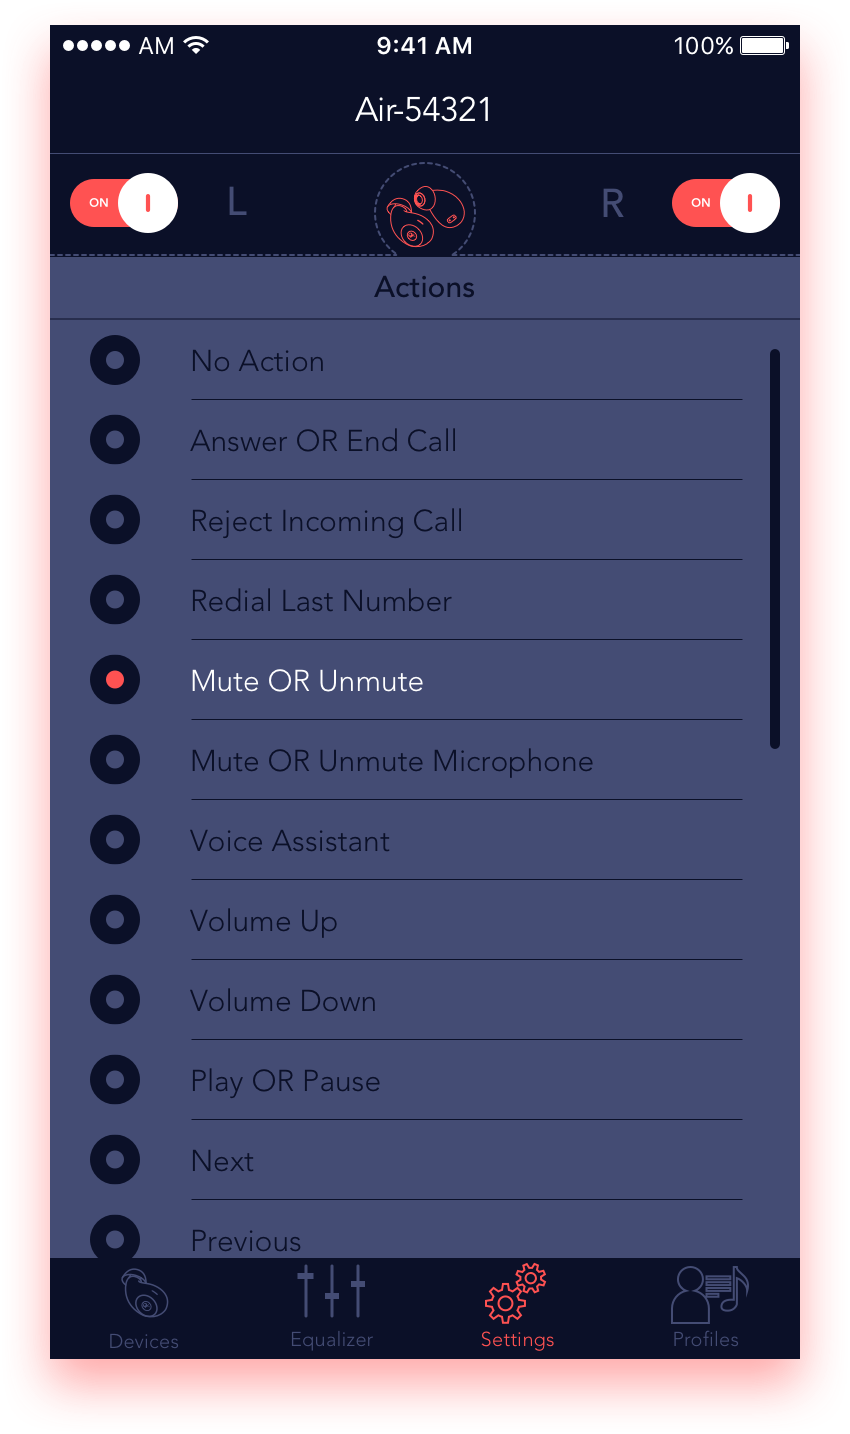 AM 9:41 AM 100%
Air-54321
ON L R ON
Actions
No Action
Answer OR End Call
Reject Incoming Call
Redial Last Number
Mute OR Unmute
Mute OR Unmute Microphone
Voice Assistant
Volume Up
Volume Down
Play OR Pause
Next
Previous
Devices Equalizer Settings Profiles